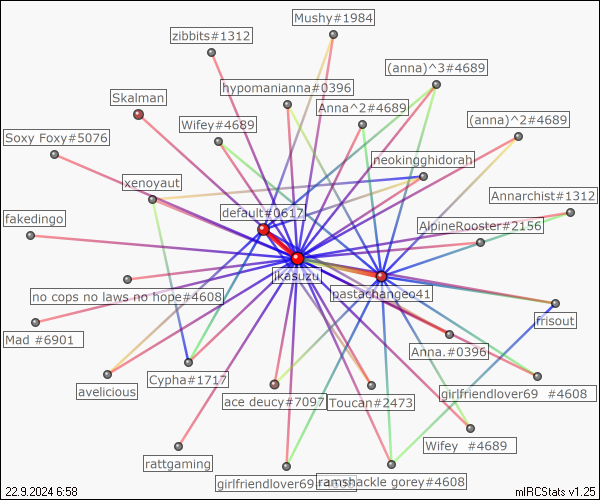 Mushy#1984
zibbits#1312
(anna)^3#4689
hypomanianna#0396
Skalman
Anna^2#4689
Wifey#4689
(anna)^2#4689
Soxy Foxy#5076
neokingghidorah
xenoyaut
Annarchist#1312
default#0617
fakedingo
AlpineRooster#2156
ikasuzu
pastachangeo41
no cops no laws no hope#4608
frisout
Mad #6901
Anna.#0396
Cypha#1717
avelicious
girlfriendlover69 #4608
ace deucy#7097
Toucan#2473
Wifey #4689
rattgaming
girlfriendlover69
ramshackle gorey#4608
22.9.2024 6:58
mIRCStats v1.25